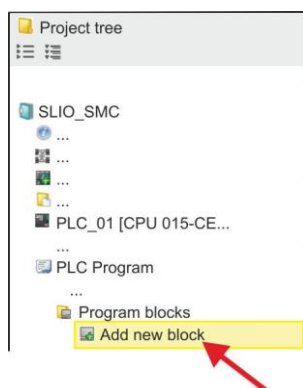 Project tree
SLIO_SMC
...
...
...
...
PLC_01 [CPU 015-CE...
...
PLC Program
...
Program blocks
Add new block